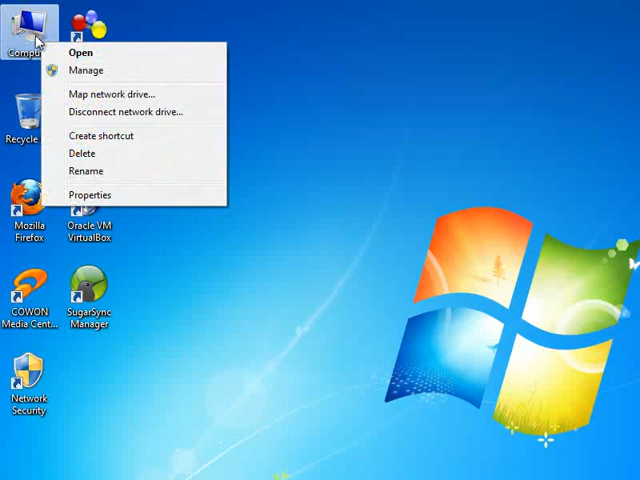 Open
Manage
Map network drive...
Disconnect network drive...
Create shortcut
Delete
Rename
Properties
Mozilla
Firefox
Oracle VM
VirtualBox
COWON
Media Cent...
SugarSync
Manager
Network
Security
Recycle